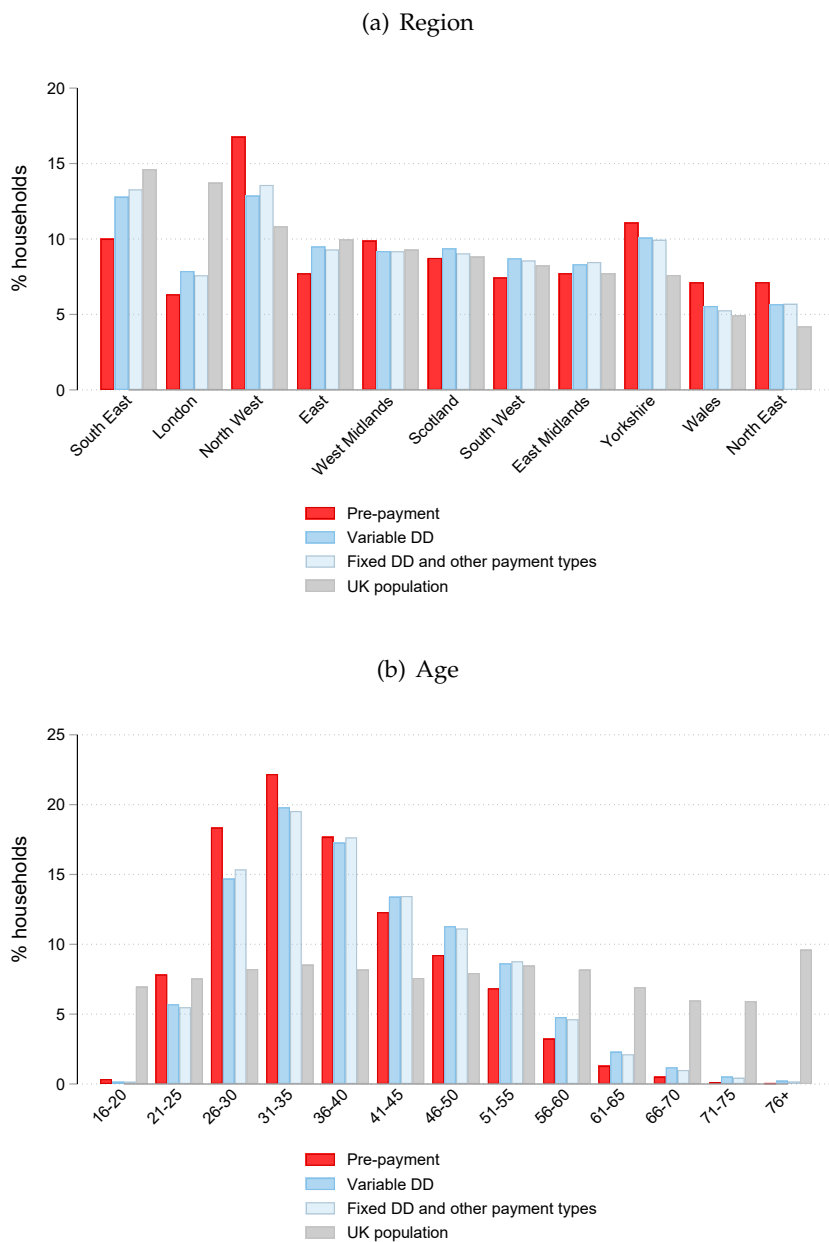 (a) Region
20
15
10
5
0
% households
South East
London
North West
East
West Midlands
Scotland
South West
East Midlands
Yorkshire
Wales
North East
Pre-payment
Variable DD
Fixed DD and other payment types
UK population
(b) Age
25
20
15
10
5
0
% households
16-20
21-25
26-30
31-35
36-40
41-45
46-50
51-55
56-60
61-65
66-70
71-75
76+
Pre-payment
Variable DD
Fixed DD and other payment types
UK population